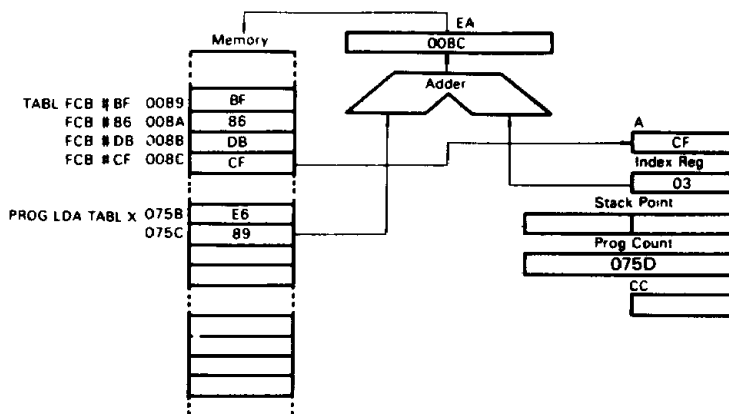 EA
Memory
008C
Adder
TABL FCB #BF 0089 BF
FCB #86 008A 86
FCB #DB 008B DB
FCB #CF 008C CF
A
CF
Index Reg
03
Stack Point
PROG LDA TABL X 075B E6
075C 89
Prog Count
075D
CC